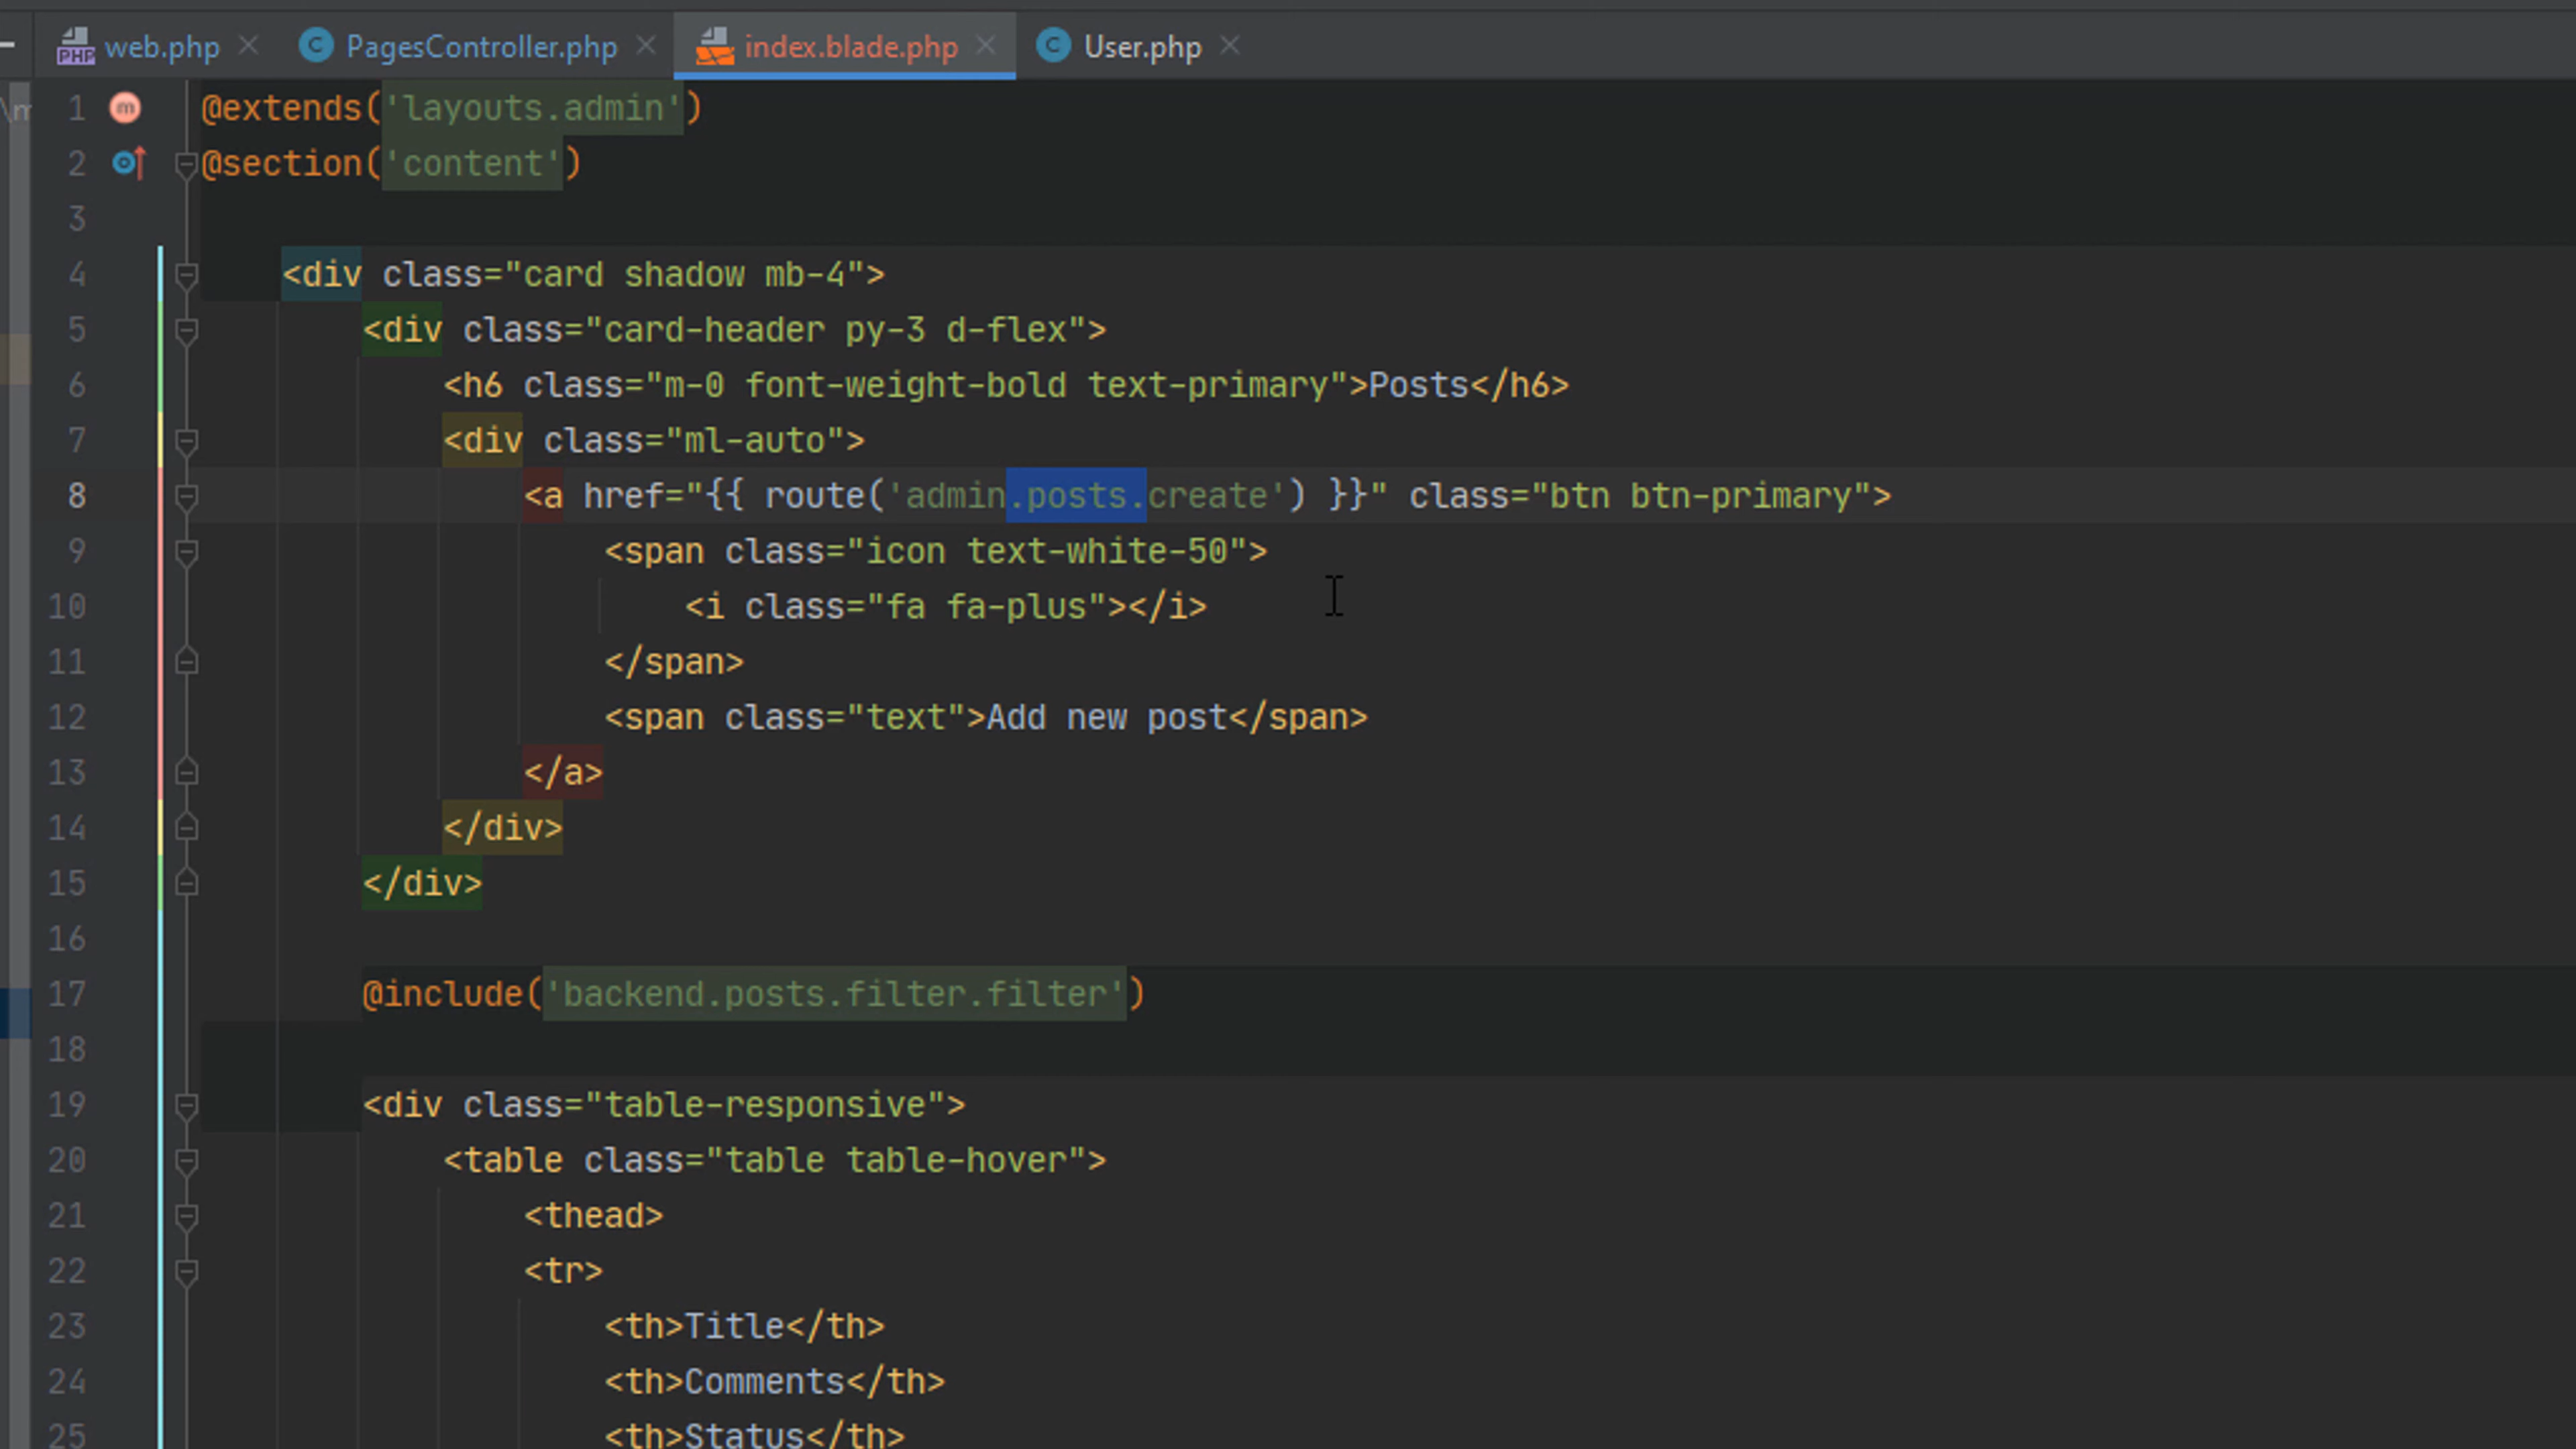 web.php PagesController.php index.blade.php User.php
1 @extends('layouts.admin')
2 @section('content')
3
4 <div class="card shadow mb-4">
5 <div class="card-header py-3 d-flex">
6 <h6 class="m-0 font-weight-bold text-primary">Posts</h6>
7 <div class="ml-auto">
8 <a href="{{ route('admin.posts.create') }}" class="btn btn-primary">
9 <span class="icon text-white-50">
10 <i class="fa fa-plus"></i>
11 </span>
12 <span class="text">Add new post</span>
13 </a>
14 </div>
15 </div>
16
17 @include('backend.posts.filter.filter')
18
19 <div class="table-responsive">
20 <table class="table table-hover">
21 <thead>
22 <tr>
23 <th>Title</th>
24 <th>Comments</th>
25 <th>Status</th>